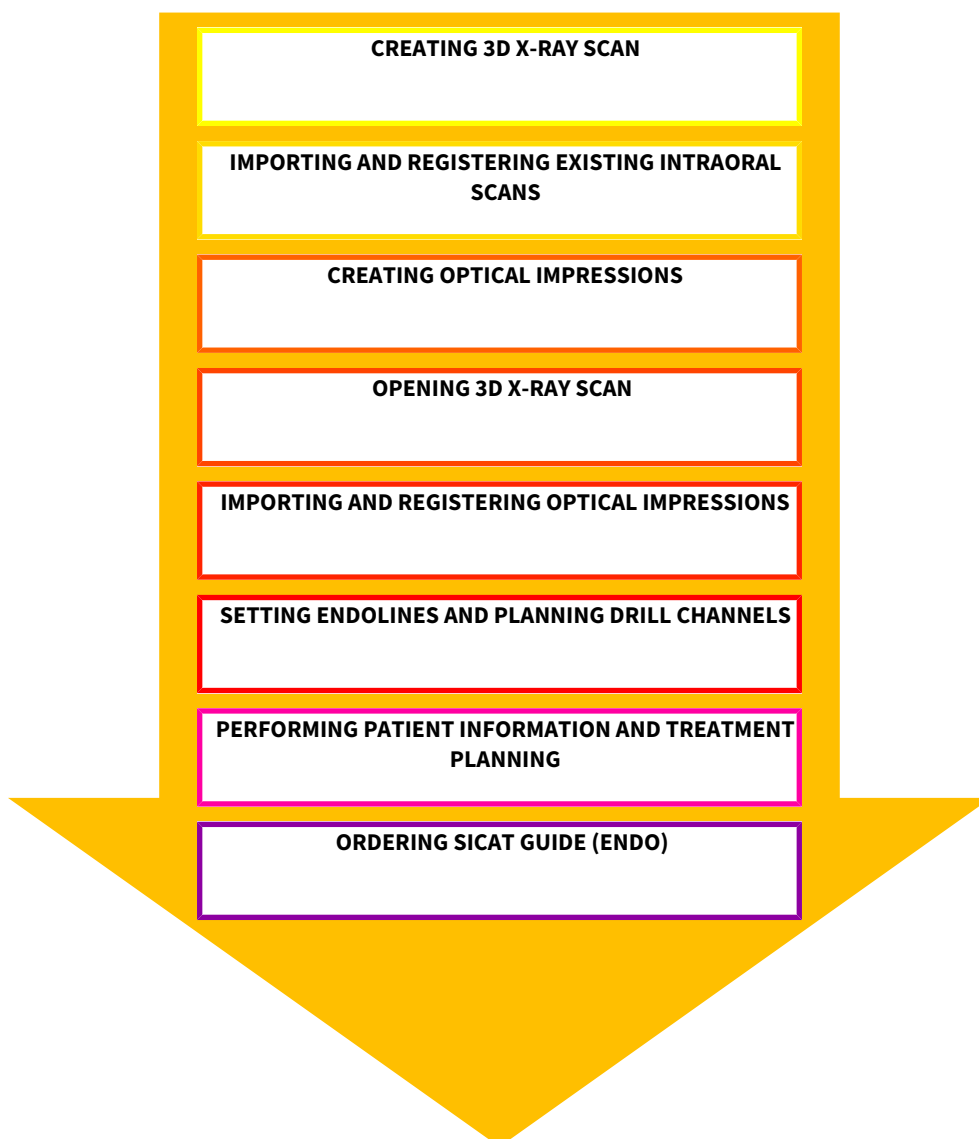 CREATING 3D X-RAY SCAN
IMPORTING AND REGISTERING EXISTING INTRAORAL
SCANS
CREATING OPTICAL IMPRESSIONS
OPENING 3D X-RAY SCAN
IMPORTING AND REGISTERING OPTICAL IMPRESSIONS
SETTING ENDOLINES AND PLANNING DRILL CHANNELS
PERFORMING PATIENT INFORMATION AND TREATMENT
PLANNING
ORDERING SICAT GUIDE (ENDO)